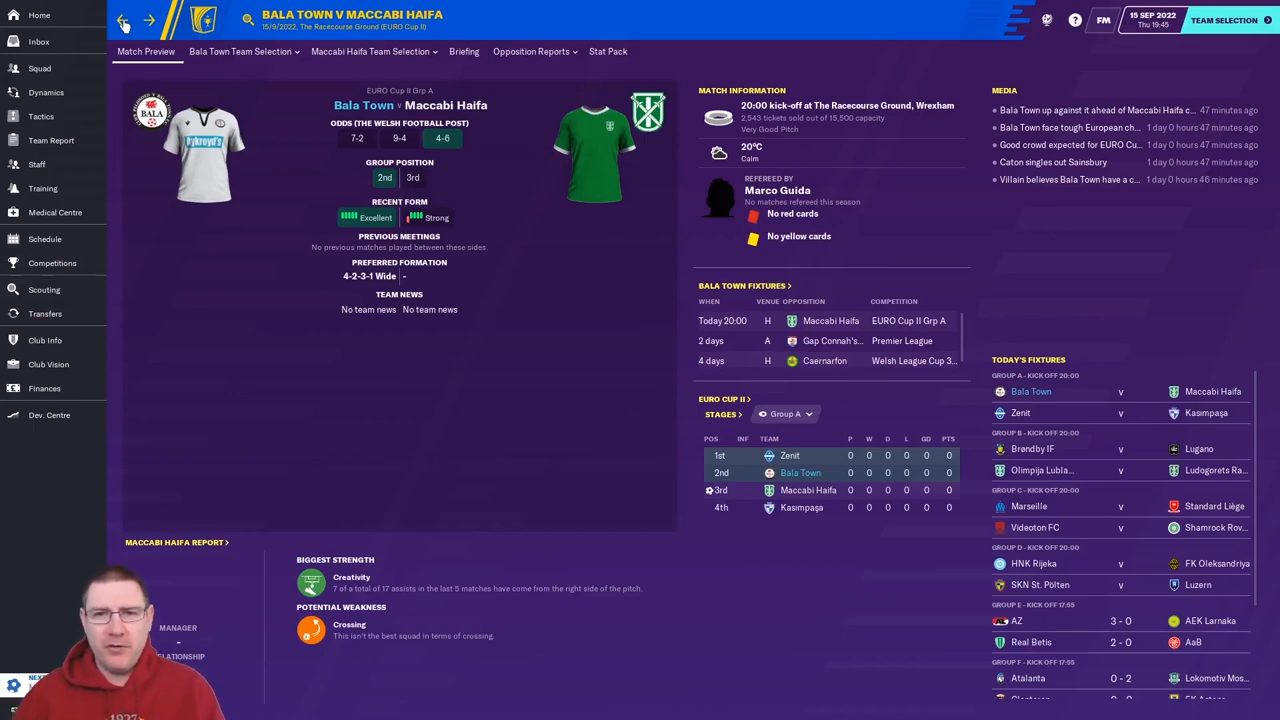 Home
Inbox
Squad
Dynamics
Tactics
Team Report
Staff
Training
Medical Centre
Schedule
Competitions
Scouting
Transfers
Club Info
Club Vision
Finances
Dev. Centre
BALA TOWN V MACCABI HAIFA
15/9/2022, The Racecourse Ground (EURO Cup II)
FM
15 SEP 2022
Thu 19:45
TEAM SELECTION
Match Preview
Bala Town Team Selection
Maccabi Haifa Team Selection
Briefing
Opposition Reports
Stat Pack
EURO Cup II Grp A
Bala Town v Maccabi Haifa
ODDS (THE WELSH FOOTBALL POST)
7-2 9-4 4-6
GROUP POSITION
2nd 3rd
RECENT FORM
Excellent Strong
PREVIOUS MEETINGS
No previous matches played between these sides.
PREFERRED FORMATION
4-2-3-1 Wide -
TEAM NEWS
No team news No team news
BALA
MACCABI HAIFA REPORT
MANAGER
-
BIGGEST STRENGTH
Creativity
7 of a total of 17 assists in the last 5 matches have come from the right side of the pitch.
POTENTIAL WEAKNESS
Crossing
This isn't the best squad in terms of crossing.
MATCH INFORMATION
20:00 kick-off at The Racecourse Ground, Wrexham
2,543 tickets sold out of 15,500 capacity
Very Good Pitch
20°C
Calm
REFEREED BY
Marco Guida
No matches refereed this season
No red cards
No yellow cards
BALA TOWN FIXTURES
WHEN VENUE OPPOSITION COMPETITION
Today 20:00 H Maccabi Haifa EURO Cup II Grp A
2 days A Gap Connah's... Premier League
4 days H Caernarfon Welsh League Cup 3...
EURO CUP II
STAGES Group A
POS INF TEAM P W D L GD PTS
1st Zenit 0 0 0 0 0 0
2nd Bala Town 0 0 0 0 0 0
3rd Maccabi Haifa 0 0 0 0 0 0
4th Kasımpaşa 0 0 0 0 0 0
MEDIA
Bala Town up against it ahead of Maccabi Haifa c... 47 minutes ago
Bala Town face tough European ch... 1 day 0 hours 47 minutes ago
Good crowd expected for EURO Cu... 1 day 0 hours 47 minutes ago
Caton singles out Sainsbury 1 day 0 hours 47 minutes ago
Villain believes Bala Town have a c... 1 day 0 hours 46 minutes ago
TODAY'S FIXTURES
GROUP A - KICK OFF 20:00
Bala Town v Maccabi Haifa
Zenit v Kasımpaşa
GROUP B - KICK OFF 20:00
Brøndby IF v Lugano
Olimpija Lubla... v Ludogorets Ra...
GROUP C - KICK OFF 20:00
Marseille v Standard Liège
Videoton FC v Shamrock Rov...
GROUP D - KICK OFF 20:00
HNK Rijeka v FK Oleksandriya
SKN St. Pölten v Luzern
GROUP E - KICK OFF 17:55
AZ 3 - 0 AEK Larnaka
Real Betis 2 - 0 AaB
GROUP F - KICK OFF 17:55
Atalanta 0 - 2 Lokomotiv Mos...